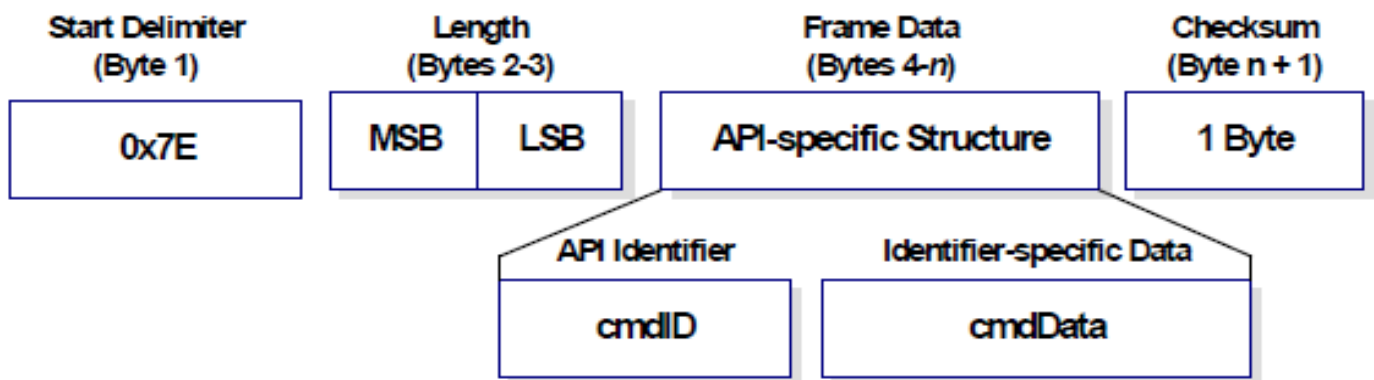 Start Delimiter
(Byte 1)
Length
(Bytes 2-3)
Frame Data
(Bytes 4-n)
Checksum
(Byte n + 1)
0x7E
MSB
LSB
API-specific Structure
1 Byte
API Identifier
Identifier-specific Data
cmdID
cmdData